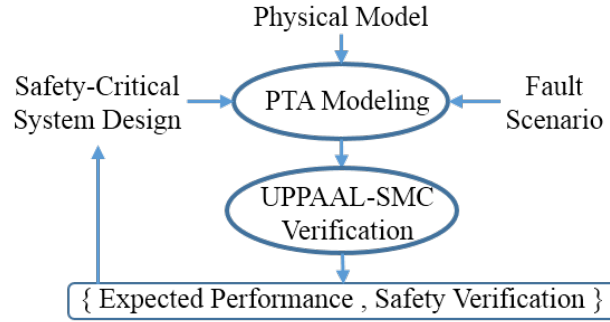 Physical Model
Safety-Critical
System Design
PTA Modeling
Fault
Scenario
UPPAAL-SMC
Verification
{ Expected Performance , Safety Verification }